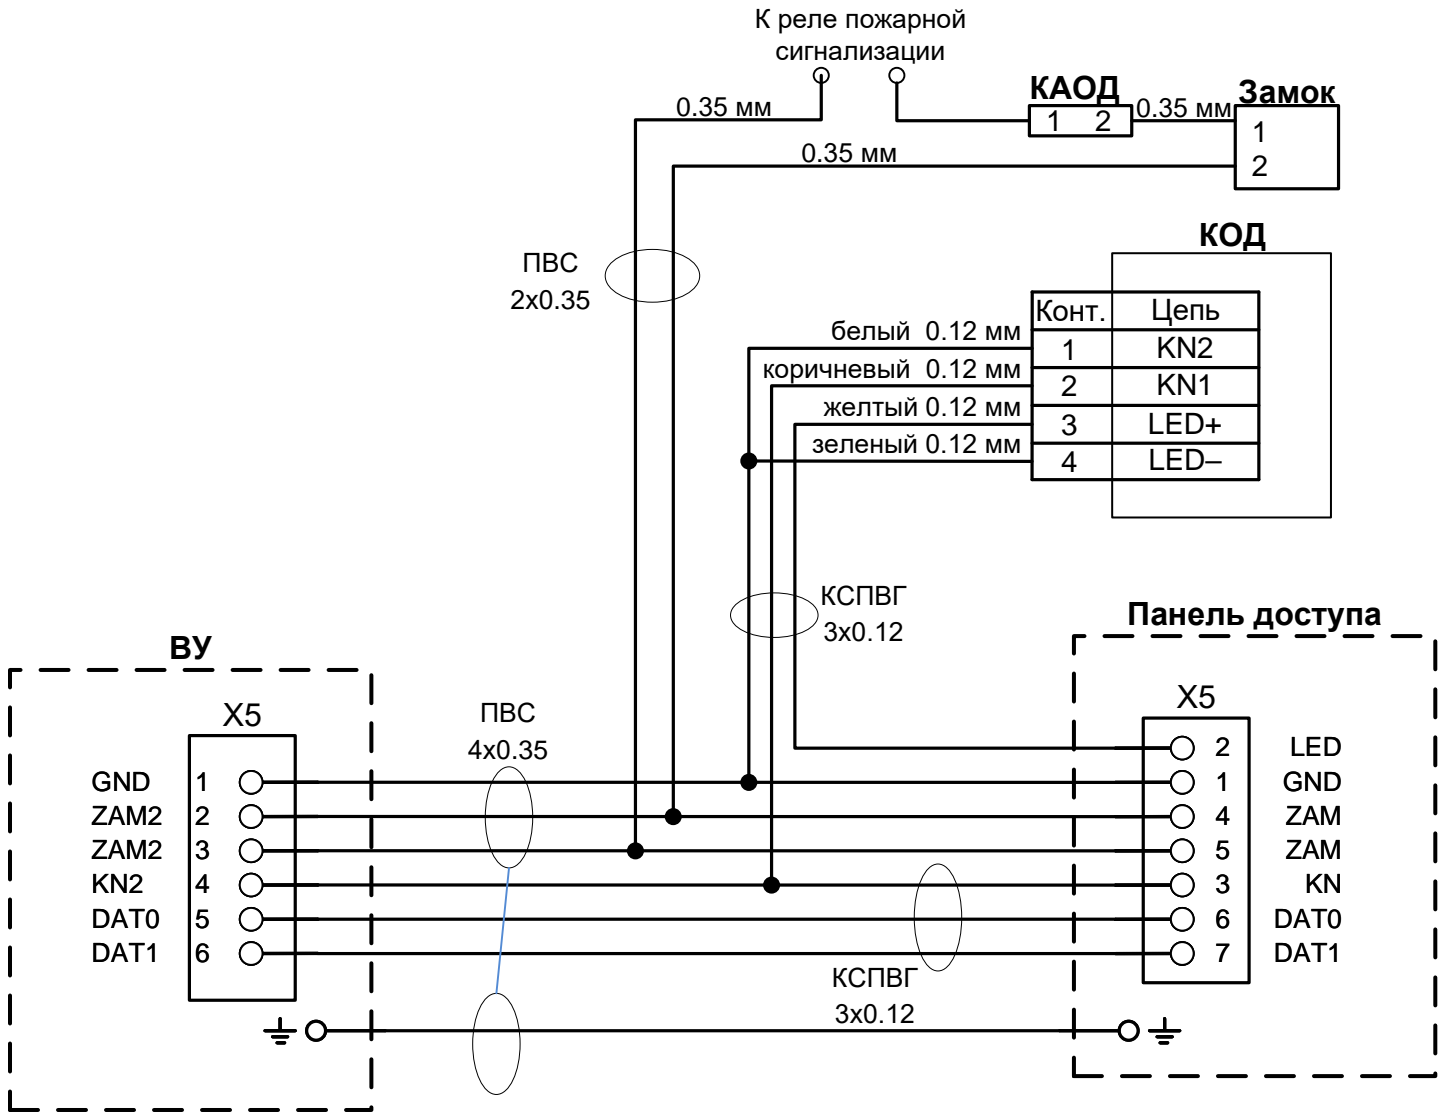 К реле пожарной
сигнализации
0.35 мм
КАОД
1 2
0.35 мм
Замок
1
2
0.35 мм
ПВС
2х0.35
КОД
Конт. Цепь
белый 0.12 мм 1 KN2
коричневый 0.12 мм 2 KN1
желтый 0.12 мм 3 LED+
зеленый 0.12 мм 4 LED–
КСПВГ
3х0.12
ВУ
X5
GND 1
ZAM2 2
ZAM2 3
KN2 4
DAT0 5
DAT1 6
ПВС
4х0.35
Панель доступа
X5
2 LED
1 GND
4 ZAM
5 ZAM
3 KN
6 DAT0
7 DAT1
КСПВГ
3х0.12